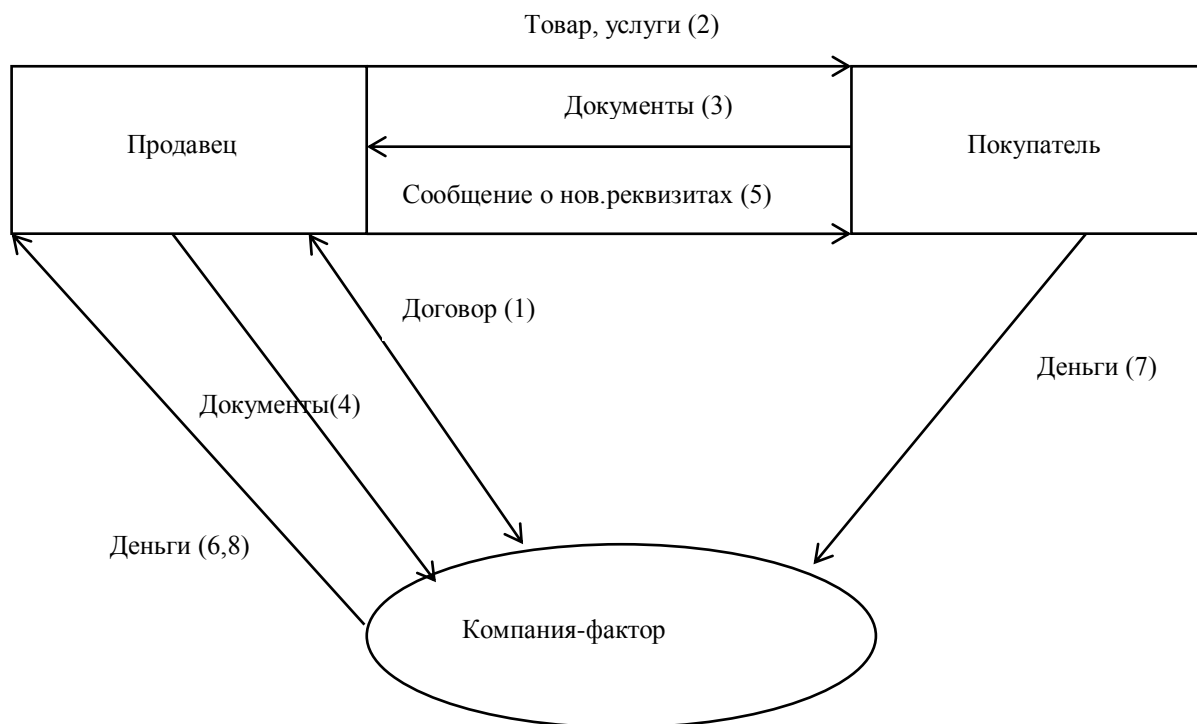 Товар, услуги (2)
Документы (3)
Продавец
Покупатель
Сообщение о нов.реквизитах (5)
Договор (1)
Деньги (7)
Документы(4)
Деньги (6,8)
Компания-фактор